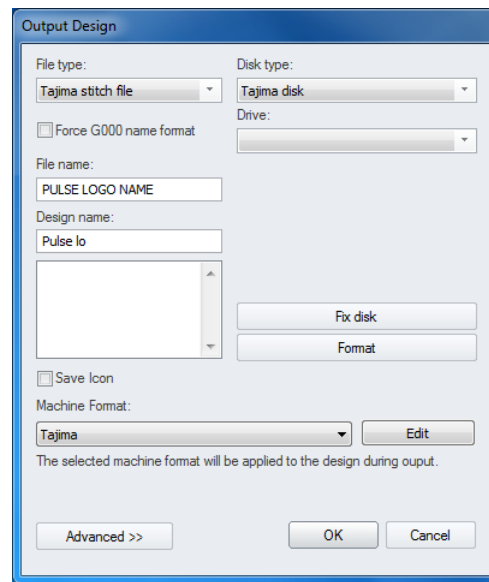 Output Design
File type:
Tajima stitch file
Disk type:
Tajima disk
Force G000 name format
Drive:
File name:
PULSE LOGO NAME
Design name:
Pulse lo
Fix disk
Format
Save Icon
Machine Format:
Tajima
Edit
The selected machine format will be applied to the design during ouput.
Advanced >>
OK
Cancel